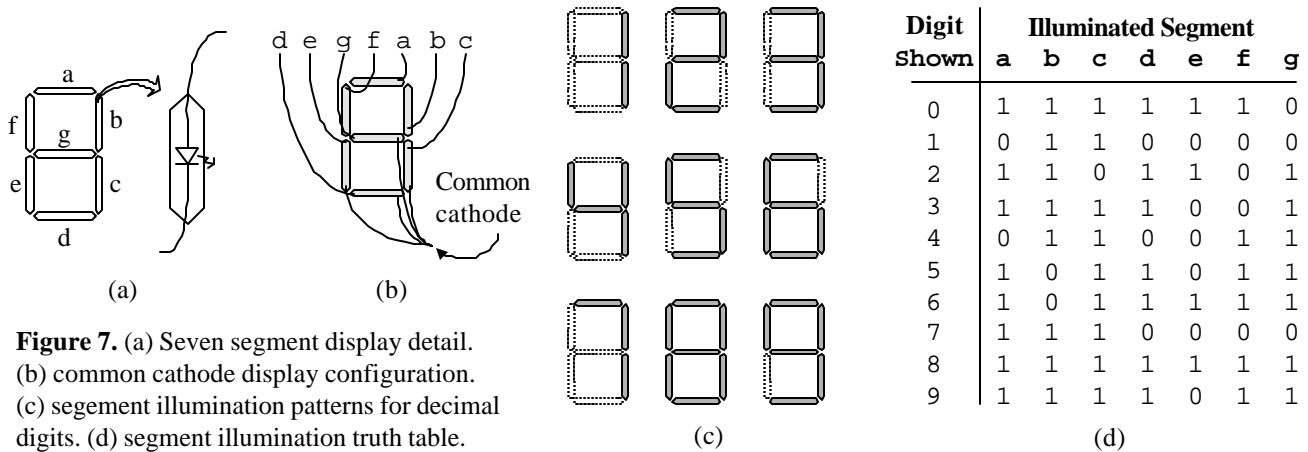 a
f
b
g
e
c
d
(a)
d e g f a b c
Common
cathode
(b)
Figure 7. (a) Seven segment display detail.
(b) common cathode display configuration.
(c) segement illumination patterns for decimal
digits. (d) segment illumination truth table.
(c)
Digit Illuminated Segment
Shown a b c d e f g
0 1 1 1 1 1 1 0
1 0 1 1 0 0 0 0
2 1 1 0 1 1 0 1
3 1 1 1 1 0 0 1
4 0 1 1 0 0 1 1
5 1 0 1 1 0 1 1
6 1 0 1 1 1 1 1
7 1 1 1 0 0 0 0
8 1 1 1 1 1 1 1
9 1 1 1 1 0 1 1
(d)